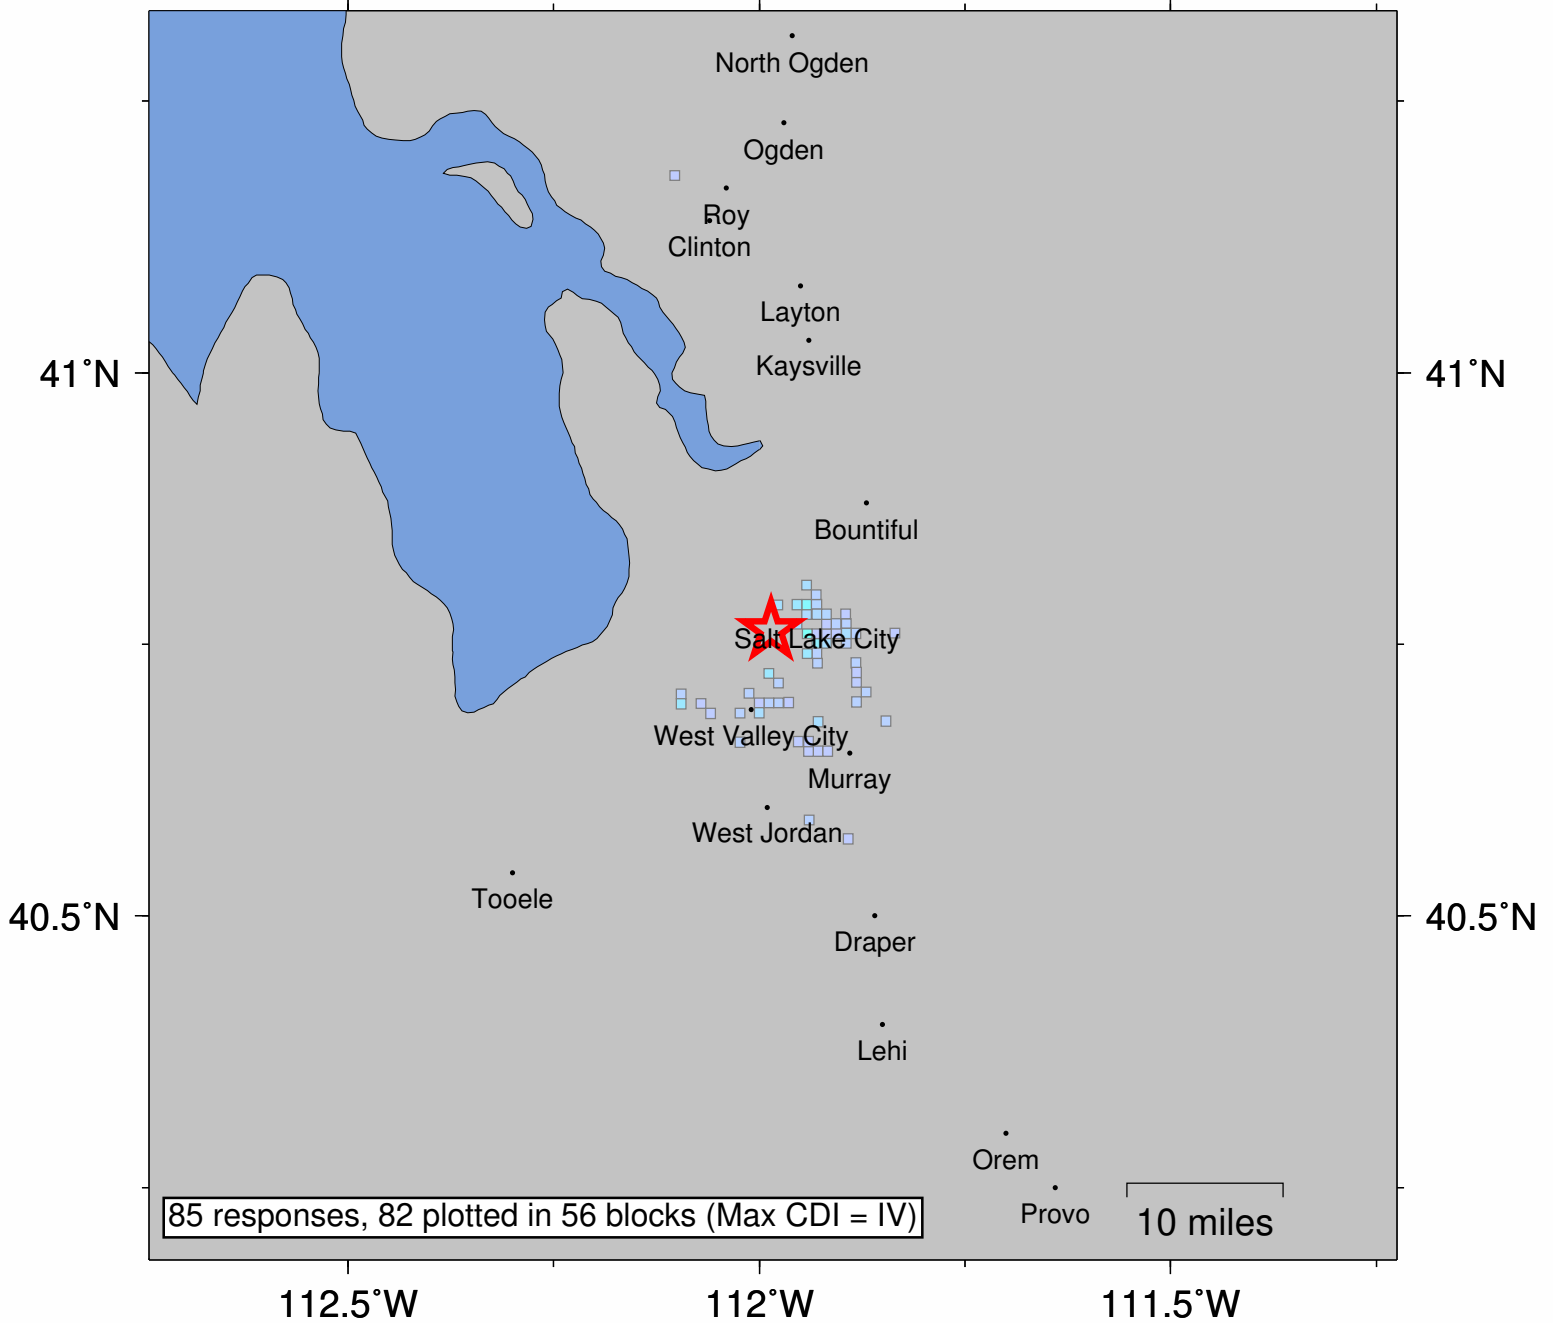 North Ogden
Ogden
Roy
Clinton
Layton
Kaysville
41˚N
41˚N
Bountiful
Salt Lake City
West Valley City
Murray
West Jordan
Tooele
40.5˚N
40.5˚N
Draper
Lehi
Orem
Provo
10 miles
85 responses, 82 plotted in 56 blocks (Max CDI = IV)
112.5˚W
112˚W
111.5˚W